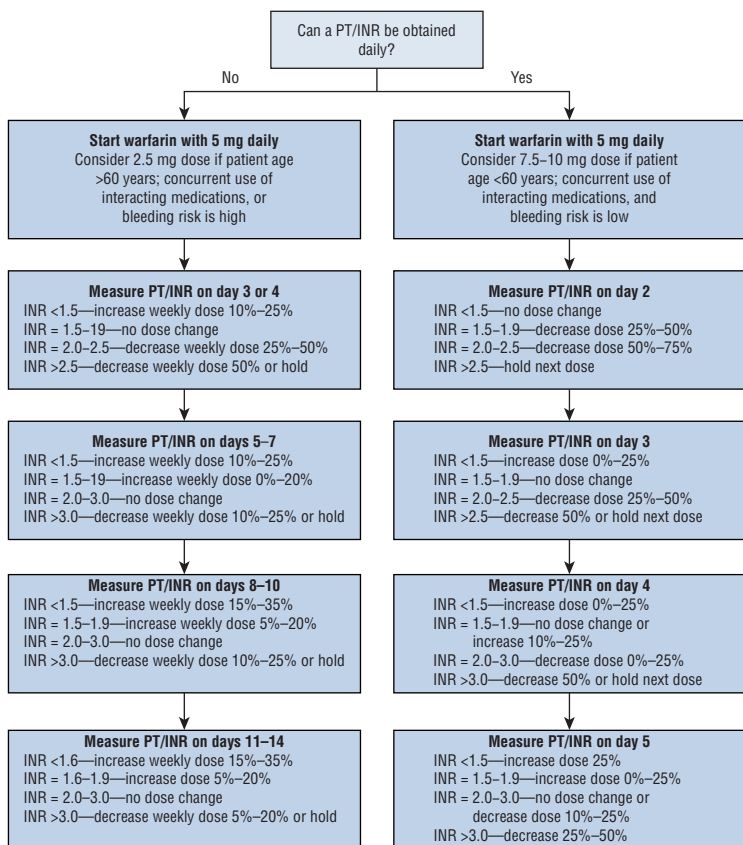 Can a PT/INR be obtained
daily?
No
Yes
Start warfarin with 5 mg daily
Consider 2.5 mg dose if patient age
>60 years; concurrent use of
interacting medications, or
bleeding risk is high
Measure PT/INR on day 3 or 4
INR <1.5—increase weekly dose 10%–25%
INR = 1.5–19—no dose change
INR = 2.0–2.5—decrease weekly dose 25%–50%
INR >2.5—decrease weekly dose 50% or hold
Measure PT/INR on days 5–7
INR <1.5—increase weekly dose 10%–25%
INR = 1.5–19—increase weekly dose 0%–20%
INR = 2.0–3.0—no dose change
INR >3.0—decrease weekly dose 10%–25% or hold
Measure PT/INR on days 8–10
INR <1.5—increase weekly dose 15%–35%
INR = 1.5–1.9—increase weekly dose 5%–20%
INR = 2.0–3.0—no dose change
INR >3.0—decrease weekly dose 10%–25% or hold
Measure PT/INR on days 11–14
INR <1.6—increase weekly dose 15%–35%
INR = 1.6–1.9—increase dose 5%–20%
INR = 2.0–3.0—no dose change
INR >3.0—decrease weekly dose 5%–20% or hold
Start warfarin with 5 mg daily
Consider 7.5–10 mg dose if patient
age <60 years; concurrent use of
interacting medications, and
bleeding risk is low
Measure PT/INR on day 2
INR <1.5—no dose change
INR = 1.5–1.9—decrease dose 25%–50%
INR = 2.0–2.5—decrease dose 50%–75%
INR >2.5—hold next dose
Measure PT/INR on day 3
INR <1.5—increase dose 0%–25%
INR = 1.5–1.9—no dose change
INR = 2.0–2.5—decrease dose 25%–50%
INR >2.5—decrease 50% or hold next dose
Measure PT/INR on day 4
INR <1.5—increase dose 0%–25%
INR = 1.5–1.9—no dose change or
increase 10%–25%
INR = 2.0–3.0—decrease dose 0%–25%
INR >3.0—decrease 50% or hold next dose
Measure PT/INR on day 5
INR <1.5—increase dose 25%
INR = 1.5–1.9—increase dose 0%–25%
INR = 2.0–3.0—no dose change or
decrease dose 10%–25%
INR >3.0—decrease 25%–50%